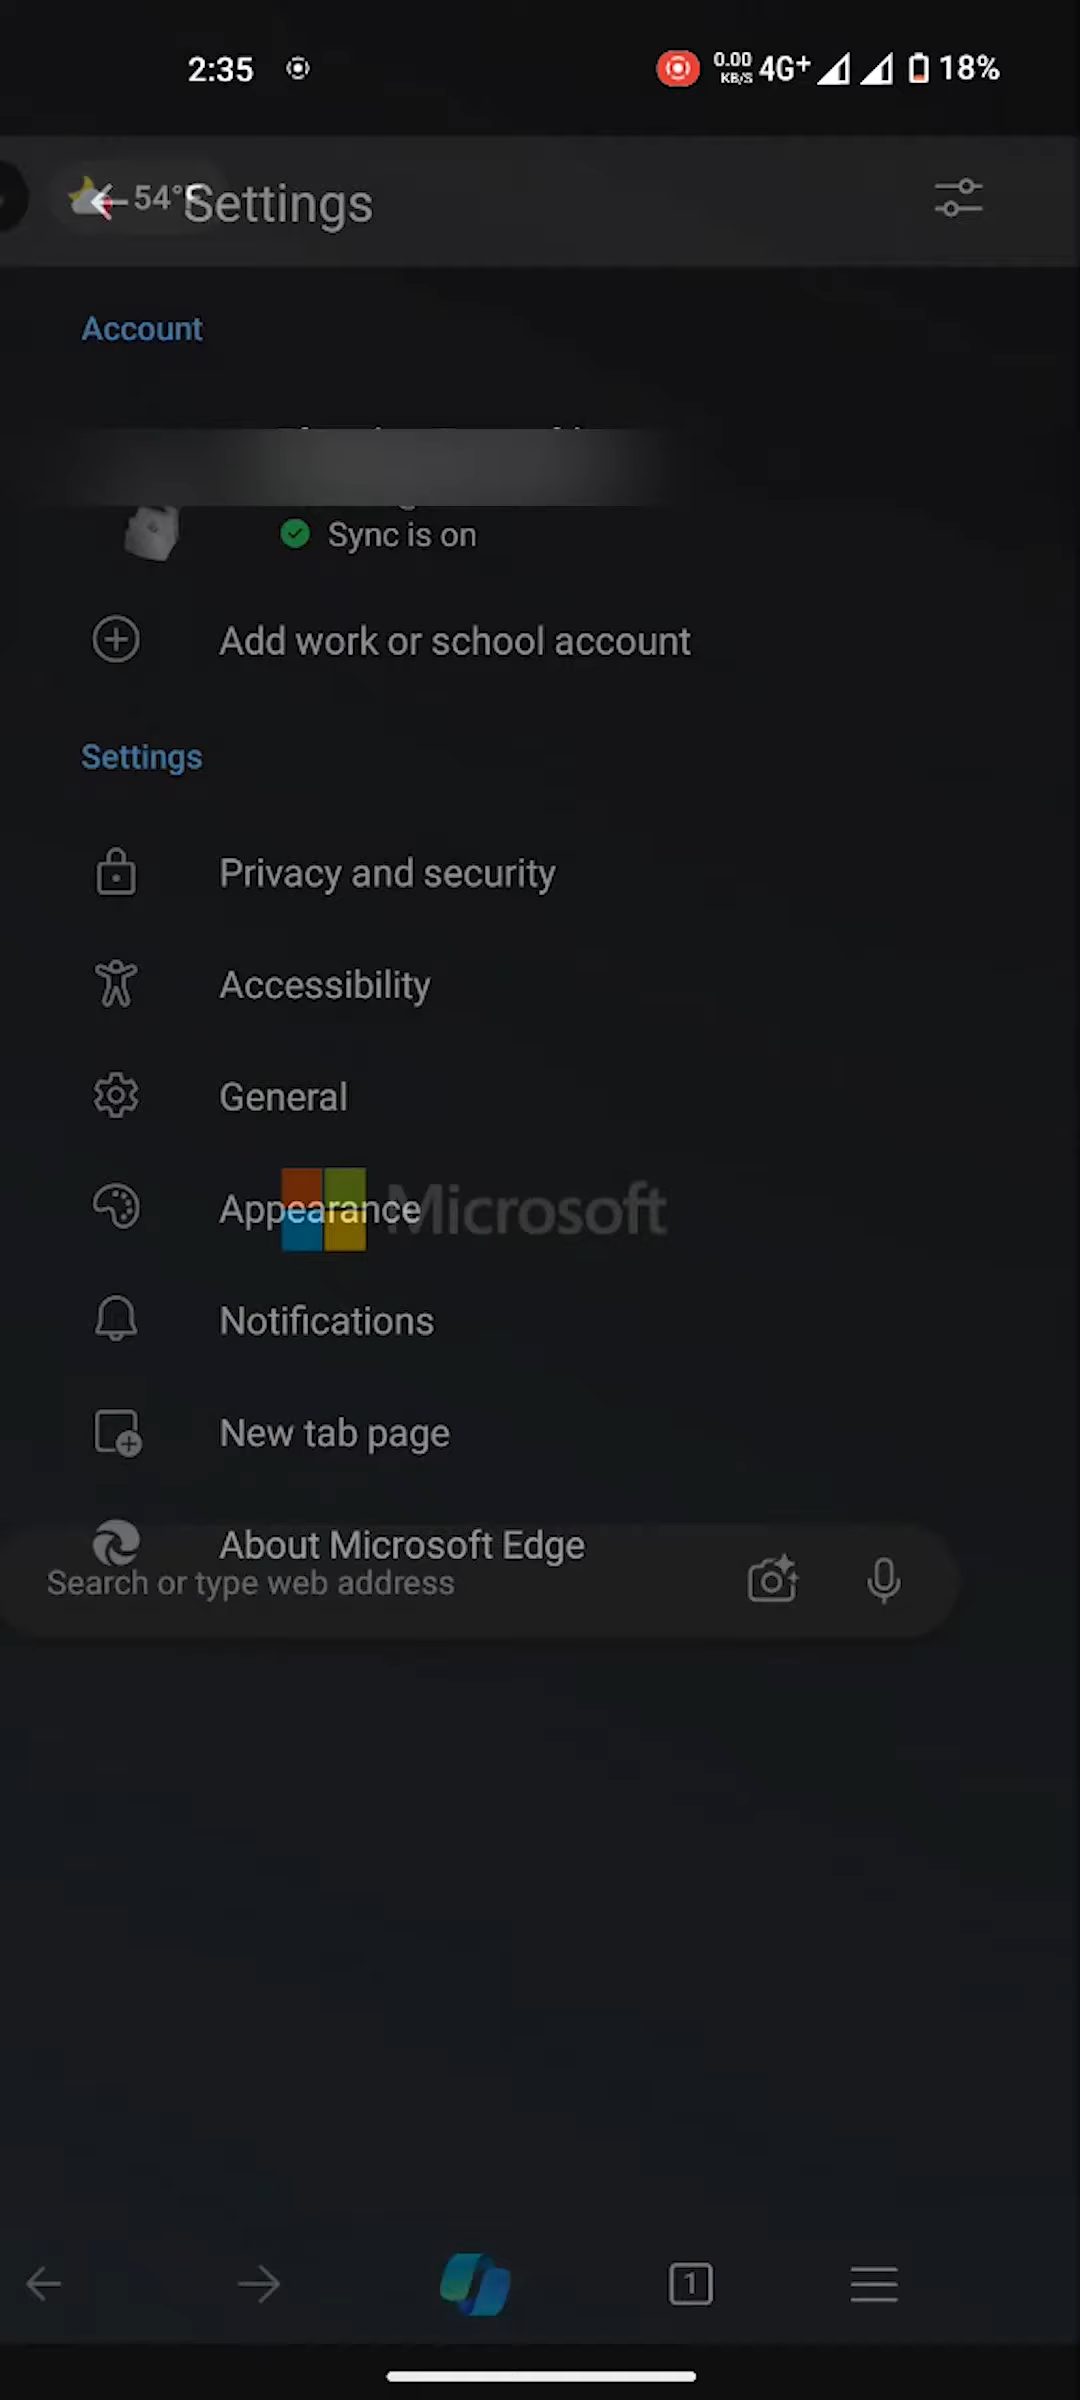 2:35
0.00 KB/S 4G+ 18%
54°F
Settings
Account
Sync is on
Add work or school account
Settings
Privacy and security
Accessibility
General
Appearance
Microsoft
Notifications
New tab page
About Microsoft Edge
Search or type web address
1